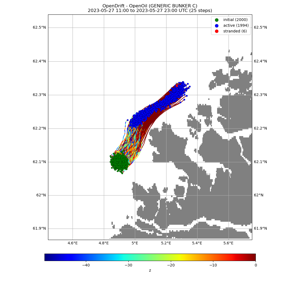 OpenDrift - OpenOil (GENERIC BUNKER C)
2023-05-27 11:00 to 2023-05-27 23:00 UTC (25 steps)
initial (2000)
active (1994)
stranded (6)
62.5°N 62.5°N
62.4°N 62.4°N
62.3°N 62.3°N
62.2°N 62.2°N
62.1°N 62.1°N
62°N 62°N
61.9°N 61.9°N
4.6°E 4.8°E 5°E 5.2°E 5.4°E 5.6°E
−40 −30 −20 −10 0
z